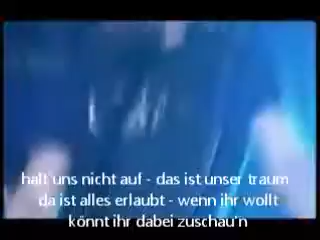 halt uns nicht auf - das ist unser traum
da ist alles erlaubt - wenn ihr wollt
könnt ihr dabei zuschau'n